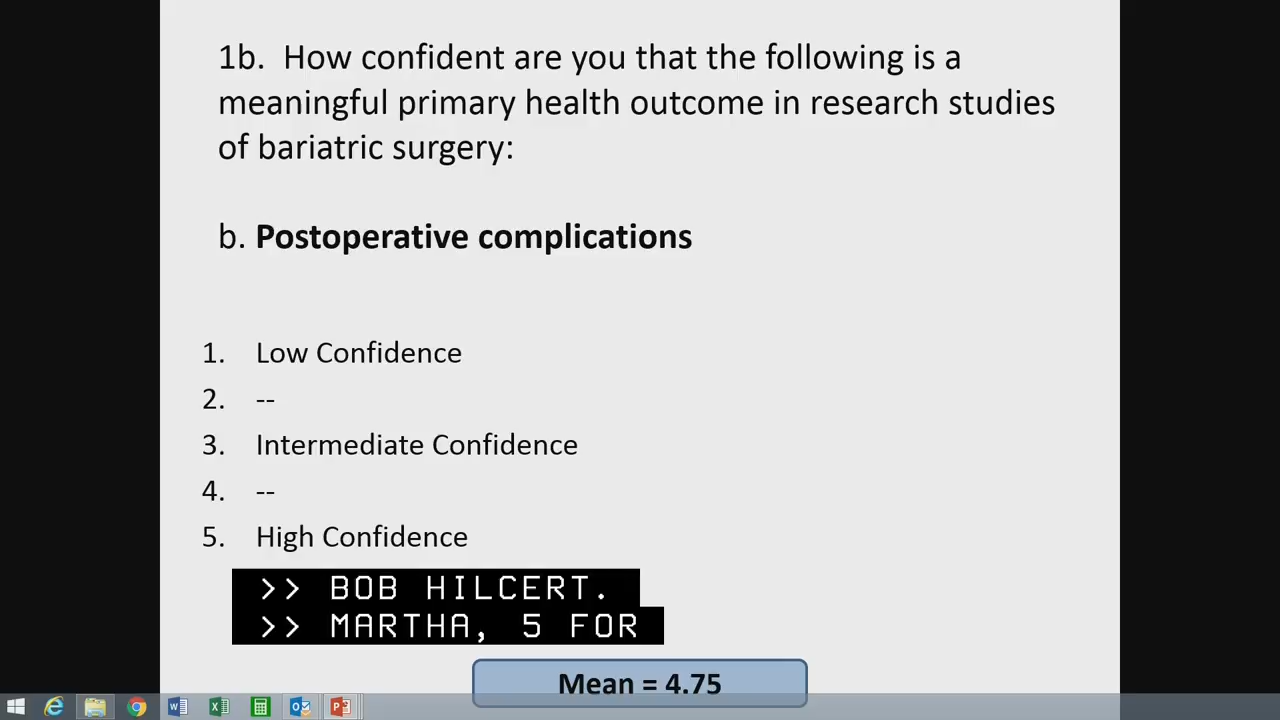 1b. How confident are you that the following is a
meaningful primary health outcome in research studies
of bariatric surgery:
b. Postoperative complications
1. Low Confidence
2. --
3. Intermediate Confidence
4. --
5. High Confidence
>> BOB HILCERT.
>> MARTHA, 5 FOR
Mean = 4.75